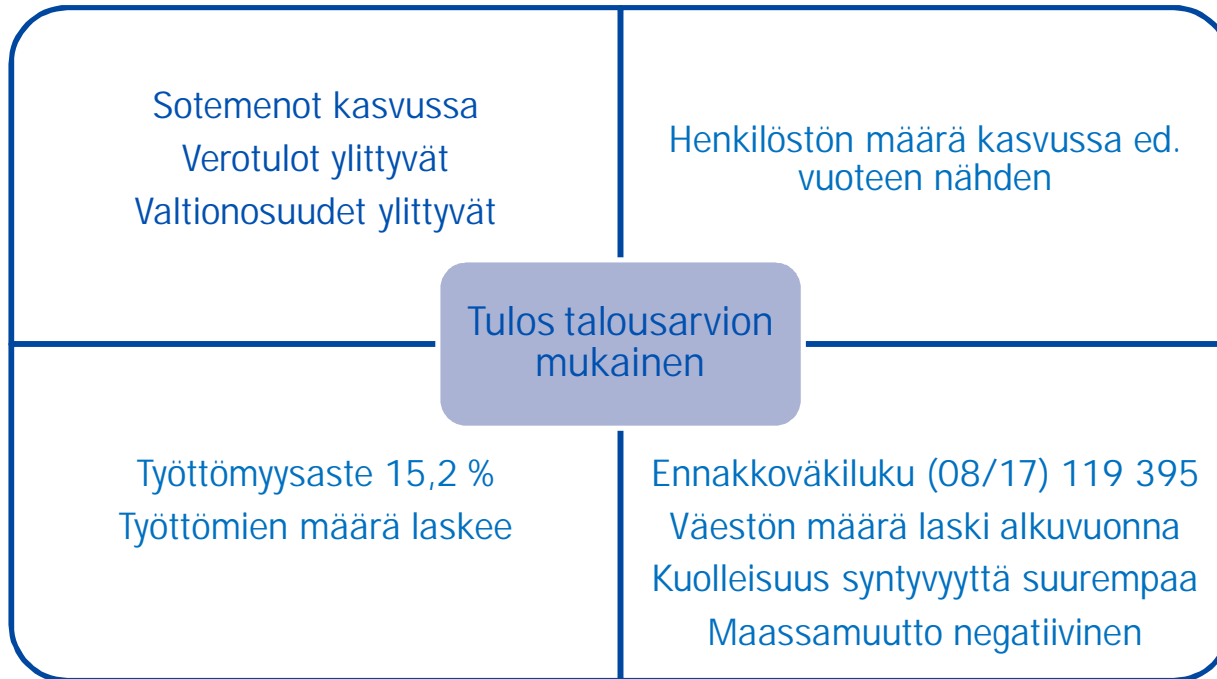 Sotemenot kasvussa
Verotulot ylittyvät
Valtionosuudet ylittyvät
Henkilöstön määrä kasvussa ed.
vuoteen nähden
Tulos talousarvion
mukainen
Työttömyysaste 15,2 %
Työttömien määrä laskee
Ennakkoväkiluku (08/17) 119 395
Väestön määrä laski alkuvuonna
Kuolleisuus syntyvyyttä suurempaa
Maassamuutto negatiivinen